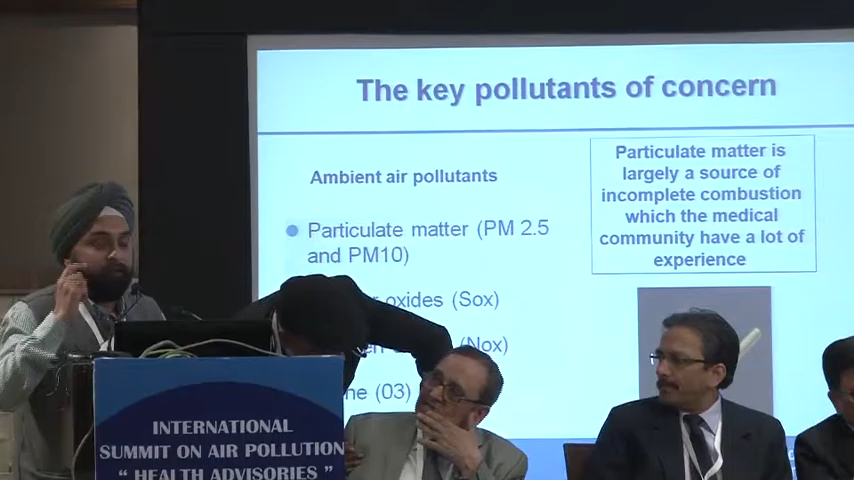 The key pollutants of concern
Ambient air pollutants
Particulate matter (PM 2.5
and PM10)
oxides (Sox)
(Nox)
(03)
Particulate matter is
largely a source of
incomplete combustion
which the medical
community have a lot of
experience
INTERNATIONAL
SUMMIT ON AIR POLLUTION
“ HEALTH ADVISORIES ”